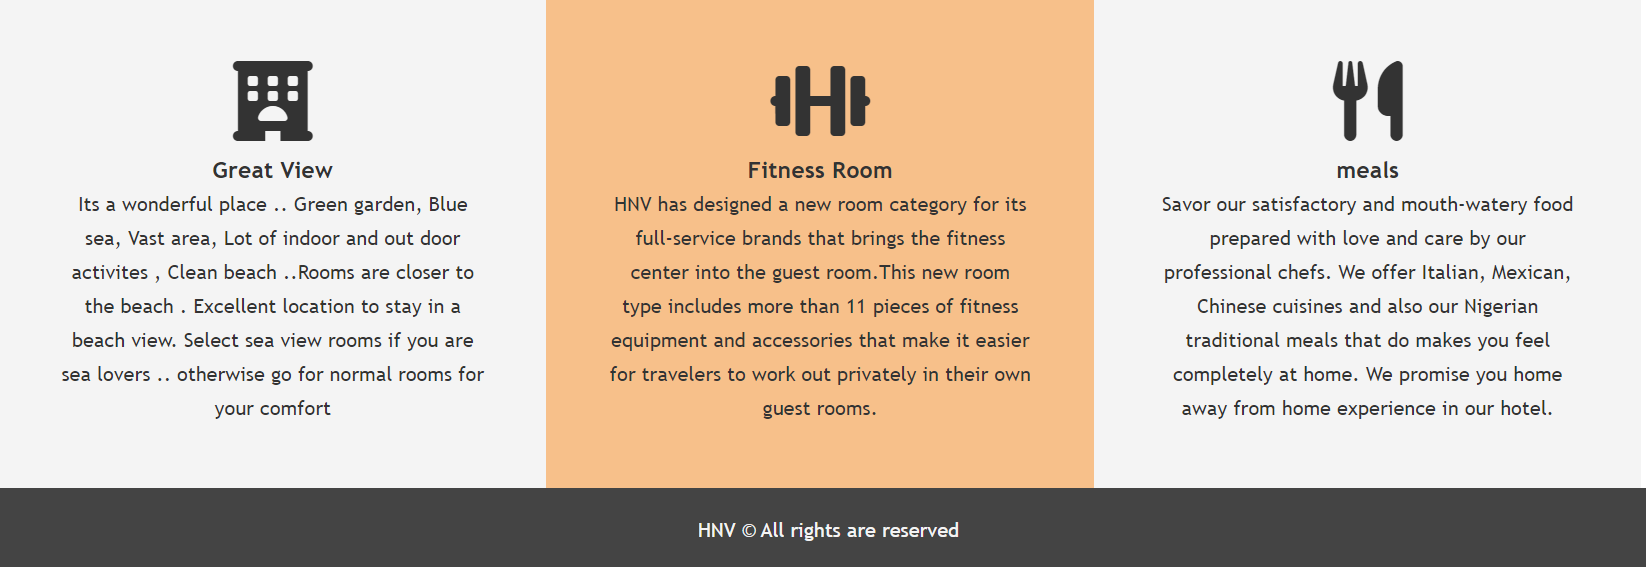 Great View
Its a wonderful place .. Green garden, Blue
sea, Vast area, Lot of indoor and out door
activites , Clean beach ..Rooms are closer to
the beach . Excellent location to stay in a
beach view. Select sea view rooms if you are
sea lovers .. otherwise go for normal rooms for
your comfort
Fitness Room
HNV has designed a new room category for its
full-service brands that brings the fitness
center into the guest room.This new room
type includes more than 11 pieces of fitness
equipment and accessories that make it easier
for travelers to work out privately in their own
guest rooms.
meals
Savor our satisfactory and mouth-watery food
prepared with love and care by our
professional chefs. We offer Italian, Mexican,
Chinese cuisines and also our Nigerian
traditional meals that do makes you feel
completely at home. We promise you home
away from home experience in our hotel.
HNV © All rights are reserved